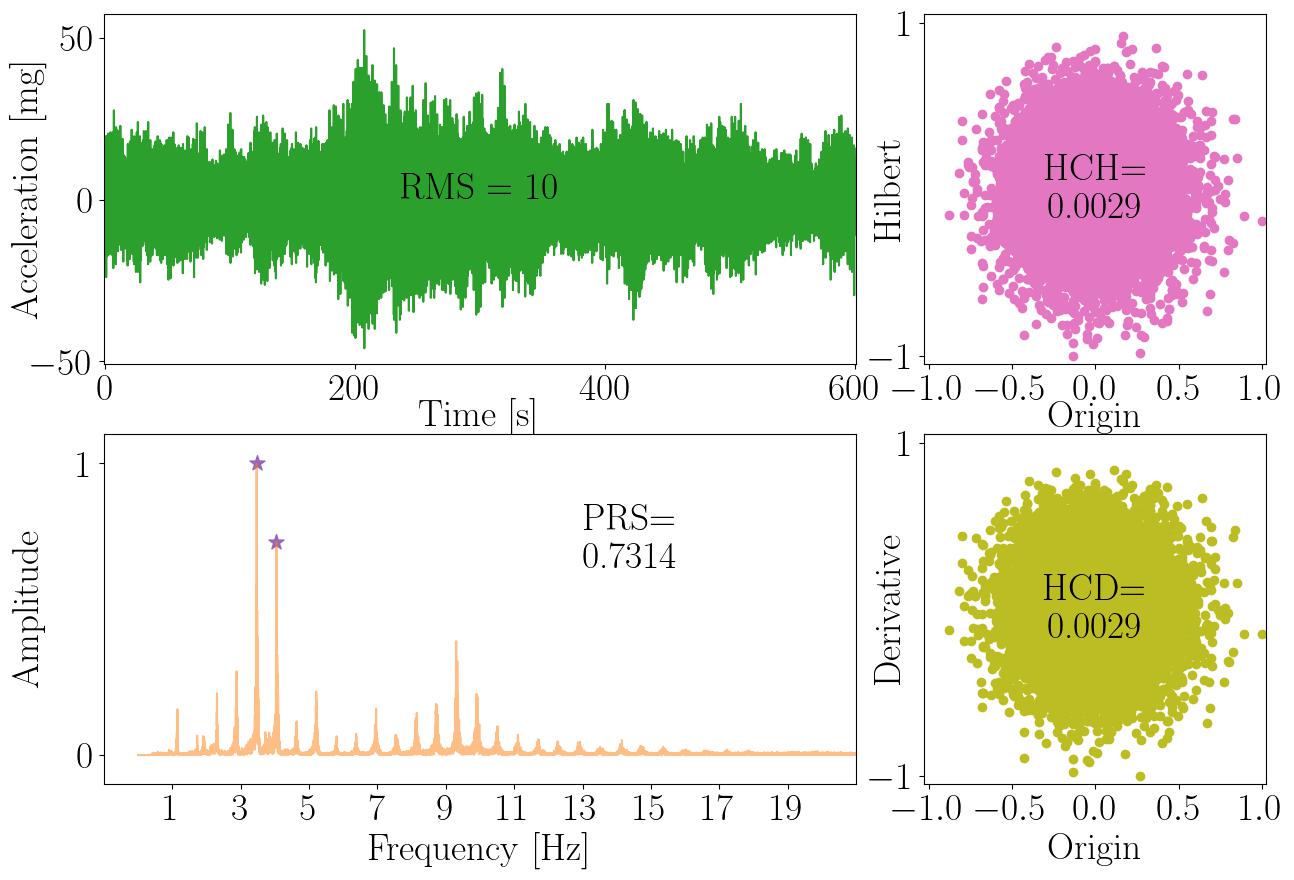 Acceleration [mg]
50
0
−50
RMS = 10
0 200 400 600
Time [s]
Hilbert
1
−1
HCH=
0.0029
−1.0 −0.5 0.0 0.5 1.0
Origin
Amplitude
1
0
PRS=
0.7314
1 3 5 7 9 11 13 15 17 19
Frequency [Hz]
Derivative
1
−1
HCD=
0.0029
−1.0 −0.5 0.0 0.5 1.0
Origin